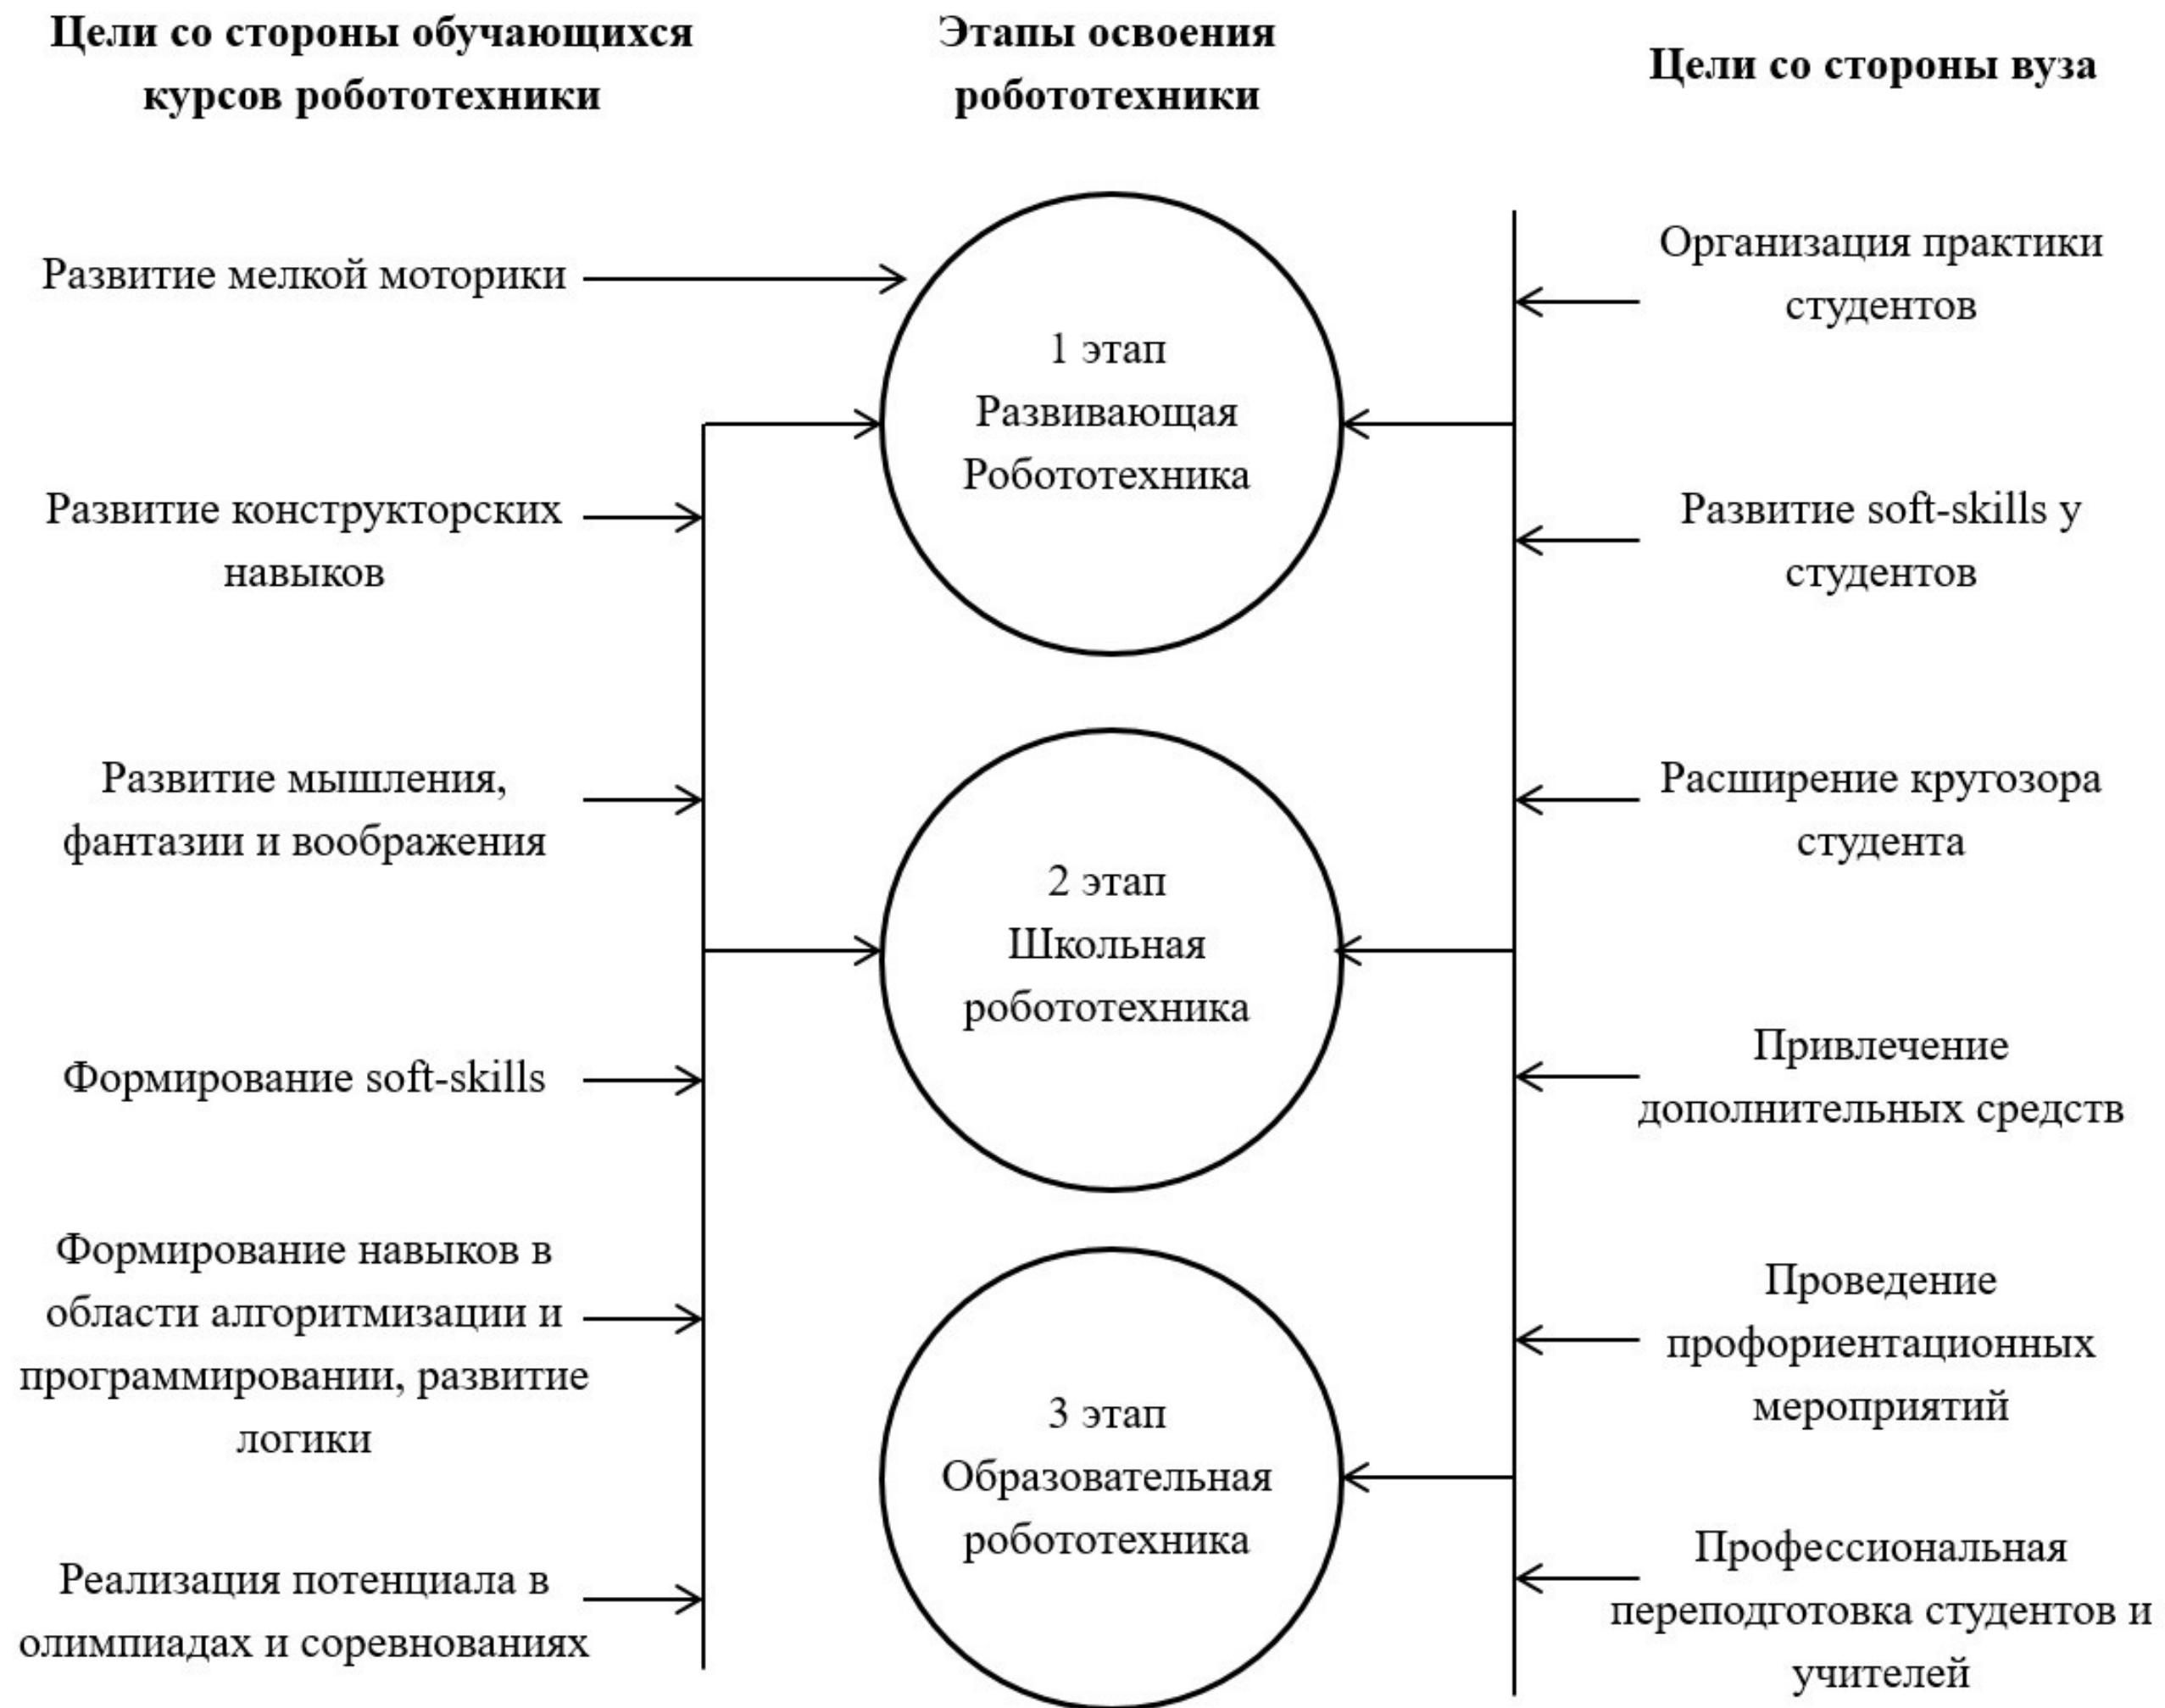 Цели со стороны обучающихся
курсов робототехники
Этапы освоения
робототехники
Цели со стороны вуза
Развитие мелкой моторики
Развитие конструкторских
навыков
Развитие мышления,
фантазии и воображения
Формирование soft-skills
Формирование навыков в
области алгоритмизации и
программировании, развитие
логики
Реализация потенциала в
олимпиадах и соревнованиях
1 этап
Развивающая
Робототехника
2 этап
Школьная
робототехника
3 этап
Образовательная
робототехника
Организация практики
студентов
Развитие soft-skills у
студентов
Расширение кругозора
студента
Привлечение
дополнительных средств
Проведение
профориентационных
мероприятий
Профессиональная
переподготовка студентов и
учителей